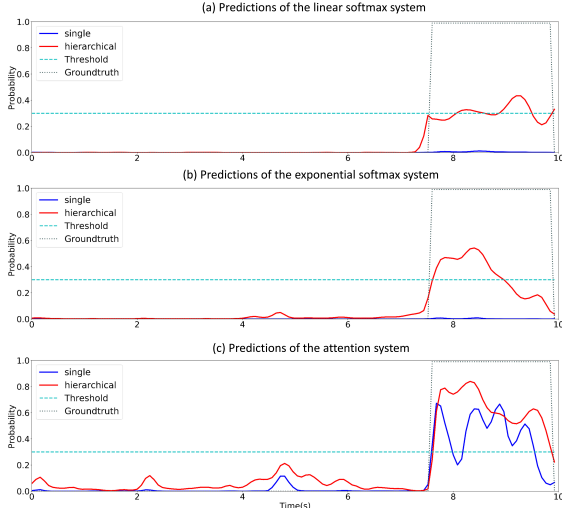 (a) Predictions of the linear softmax system
1.0
0.8
0.6
0.4
0.2
0.0
Probability
single
hierarchical
Threshold
Groundtruth
0 2 4 6 8 10
(b) Predictions of the exponential softmax system
1.0
0.8
0.6
0.4
0.2
0.0
Probability
single
hierarchical
Threshold
Groundtruth
0 2 4 6 8 10
(c) Predictions of the attention system
1.0
0.8
0.6
0.4
0.2
0.0
Probability
single
hierarchical
Threshold
Groundtruth
0 2 4 6 8 10
Time(s)